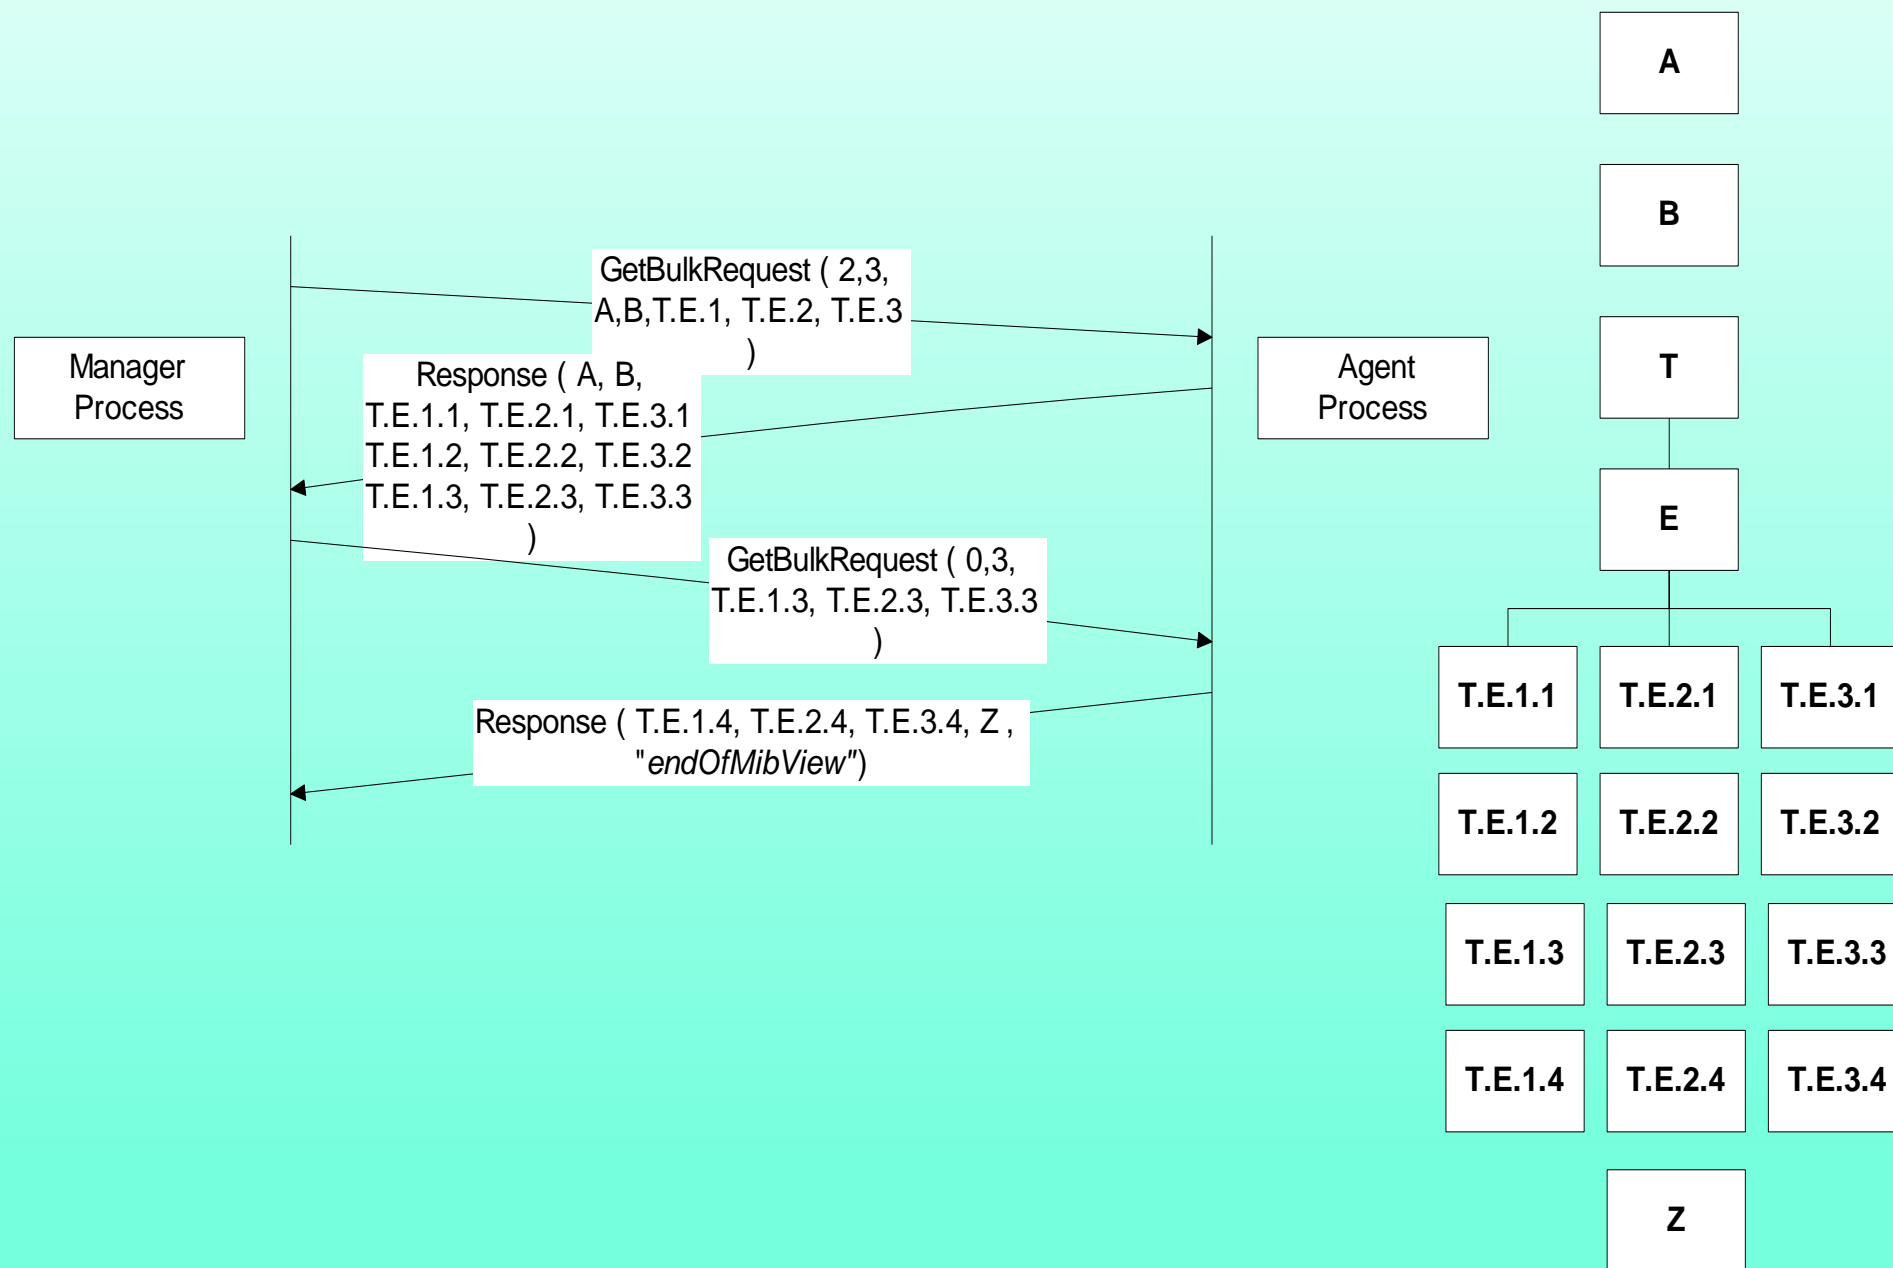 A
B
GetBulkRequest ( 2,3,
A,B,T.E.1, T.E.2, T.E.3
)
Manager
Process
Response ( A, B,
T.E.1.1, T.E.2.1, T.E.3.1
T.E.1.2, T.E.2.2, T.E.3.2
T.E.1.3, T.E.2.3, T.E.3.3
)
Agent
Process
T
E
GetBulkRequest ( 0,3,
T.E.1.3, T.E.2.3, T.E.3.3
)
Response ( T.E.1.4, T.E.2.4, T.E.3.4, Z ,
"endOfMibView")
T.E.1.1 T.E.2.1 T.E.3.1
T.E.1.2 T.E.2.2 T.E.3.2
T.E.1.3 T.E.2.3 T.E.3.3
T.E.1.4 T.E.2.4 T.E.3.4
Z